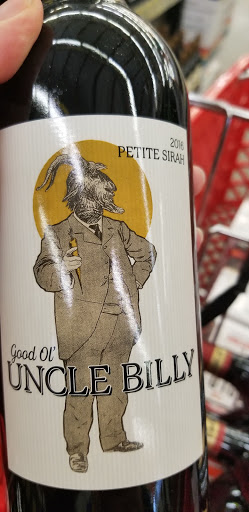 2016
PETITE SIRAH
Good Ol'
UNCLE BILLY